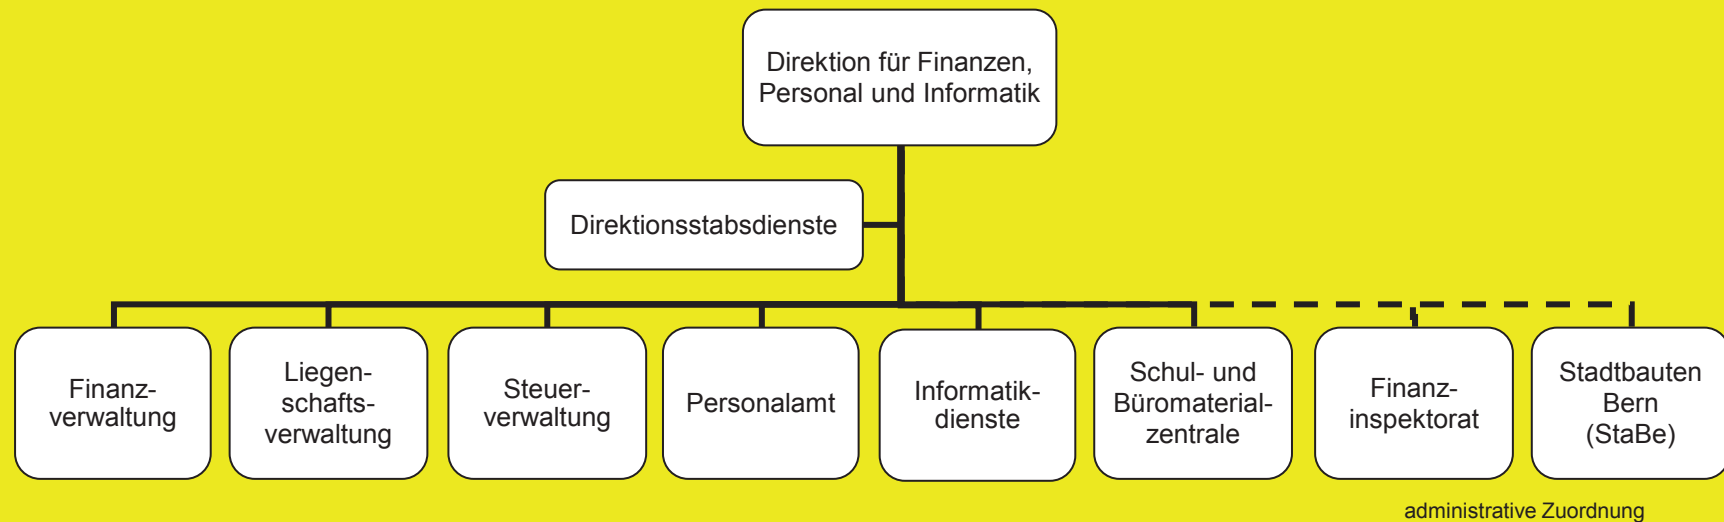 Direktion für Finanzen,
Personal und Informatik
Direktionsstabsdienste
Finanz-
verwaltung
Liegen-
schafts-
verwaltung
Steuer-
verwaltung
Personalamt
Informatik-
dienste
Schul- und
Büromaterial-
zentrale
Finanz-
inspektorat
Stadtbauten
Bern
(StaBe)
administrative Zuordnung